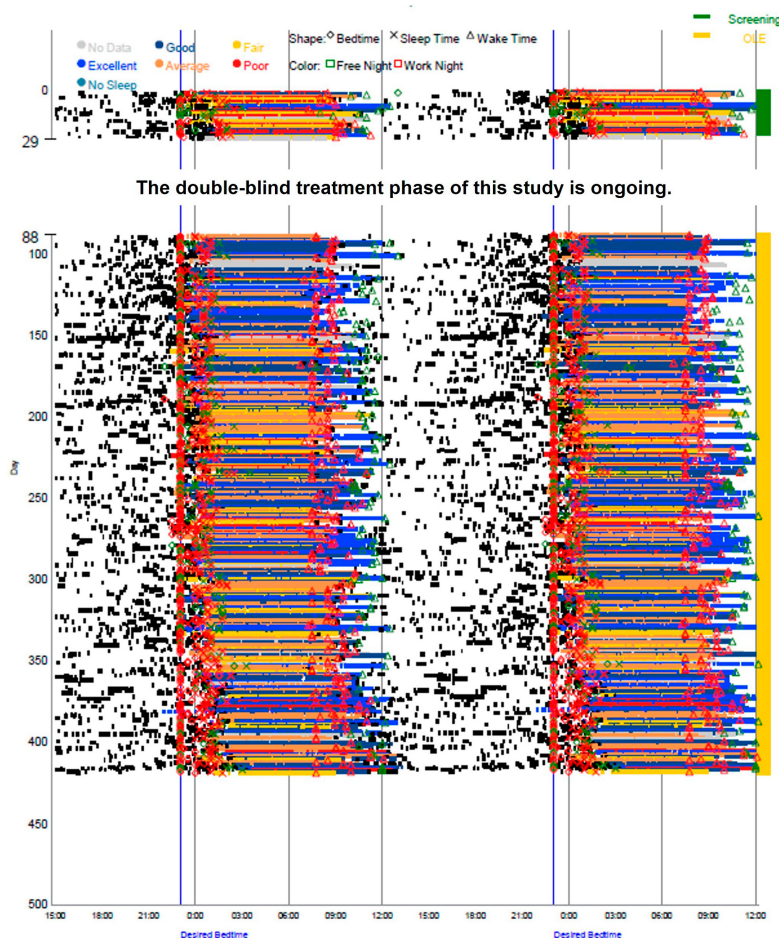 Screening
OLE
No Data Good Fair Shape: Bedtime Sleep Time Wake Time
Excellent Average Poor Color: Free Night Work Night
No Sleep
0
29
The double-blind treatment phase of this study is ongoing.
88
100
150
200
Day
250
300
350
400
450
500
15:00 18:00 21:00 0:00 03:00 06:00 09:00 12:00 15:00 18:00 21:00 0:00 03:00 06:00 09:00 12:00
Desired Bedtime Desired Bedtime